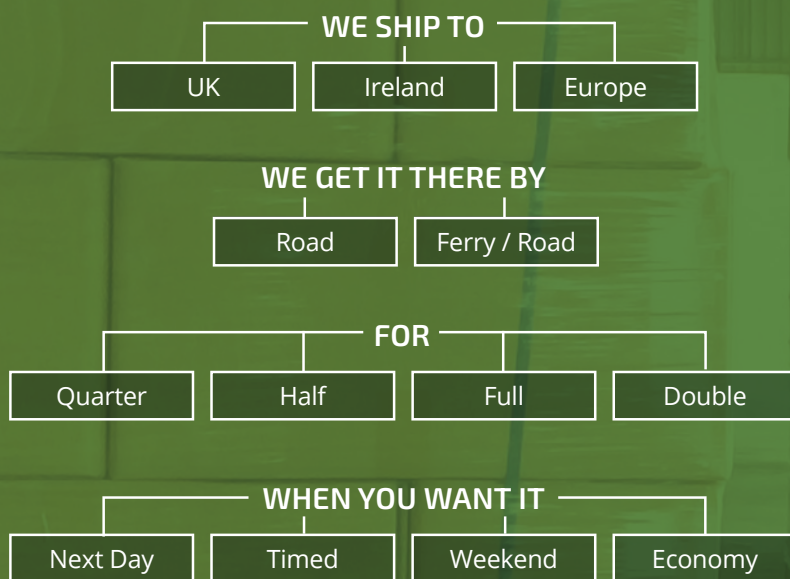 WE SHIP TO
UK Ireland Europe
WE GET IT THERE BY
Road Ferry / Road
FOR
Quarter Half Full Double
WHEN YOU WANT IT
Next Day Timed Weekend Economy